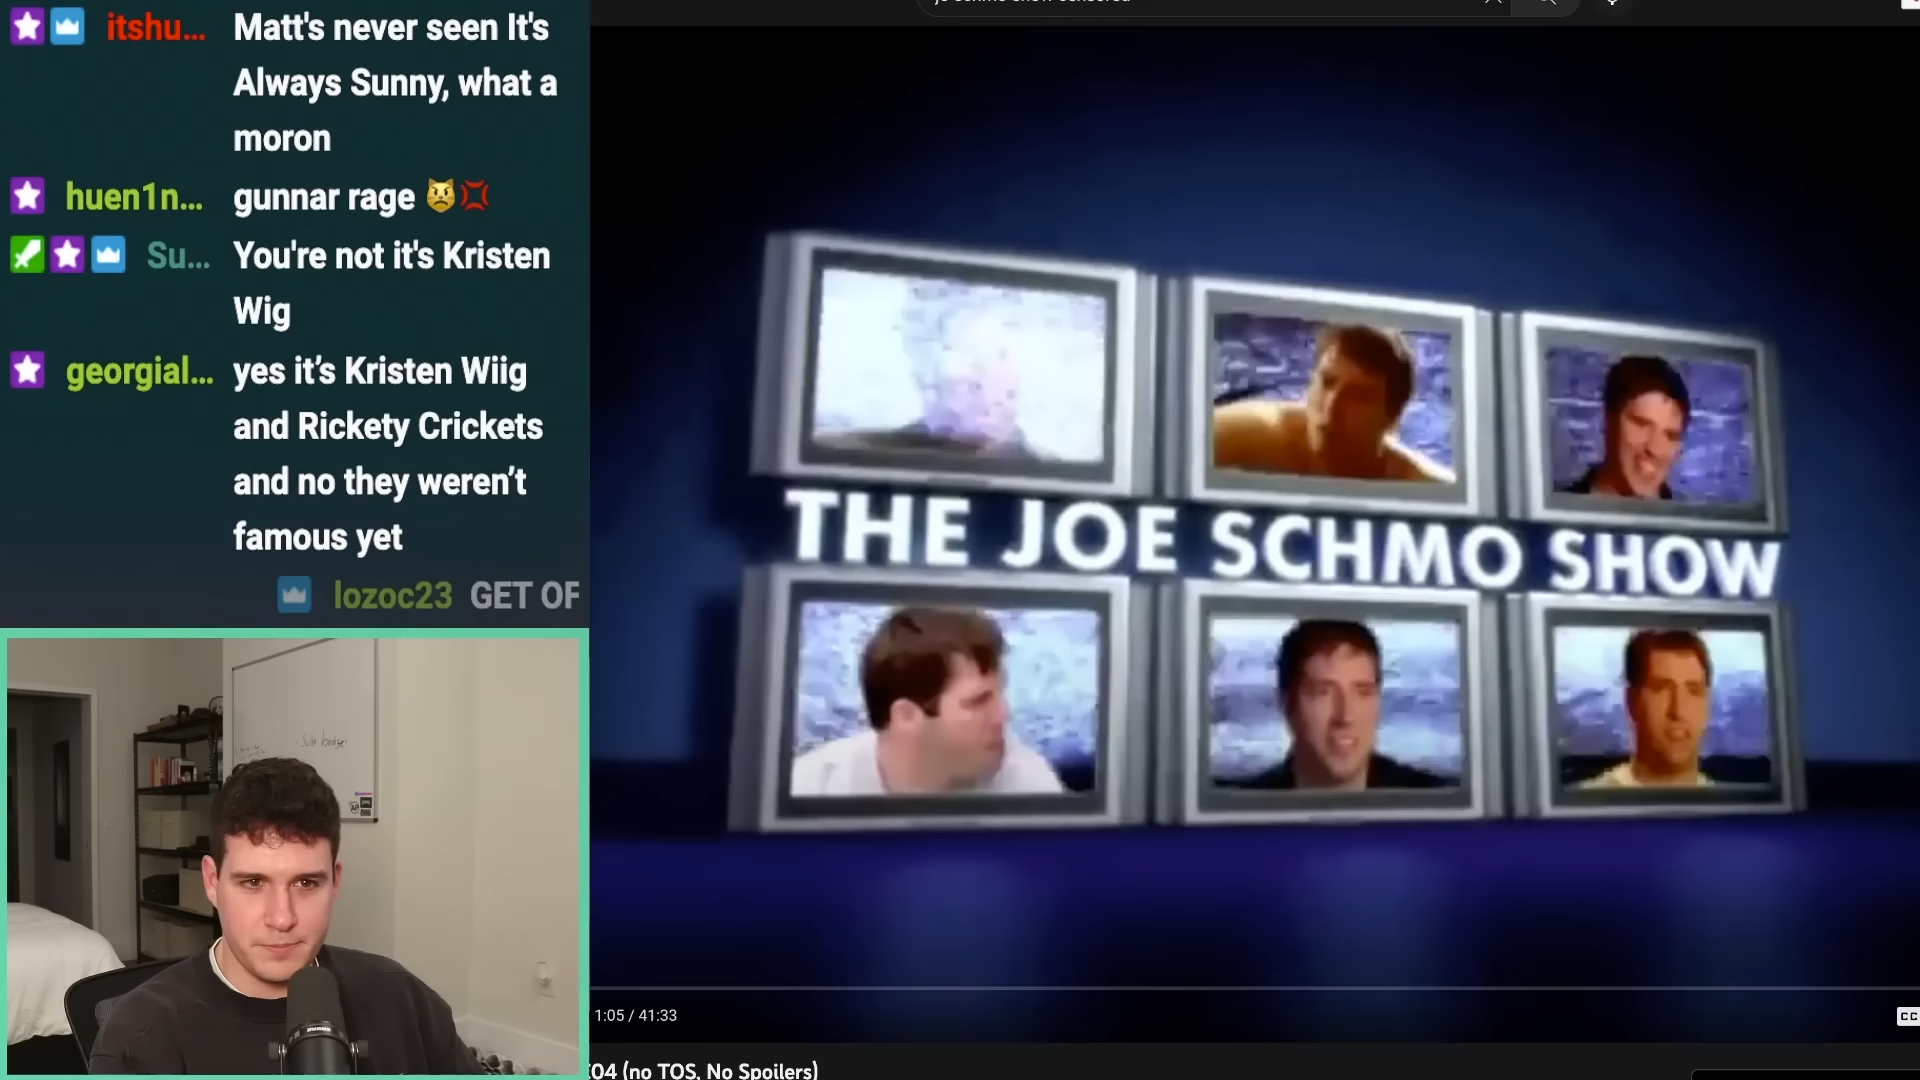 itshu... Matt's never seen It's
Always Sunny, what a
moron
huen1n... gunnar rage
Su... You're not it's Kristen
Wig
georgial... yes it’s Kristen Wiig
and Rickety Crickets
and no they weren’t
famous yet
lozoc23 GET OF
THE JOE SCHMO SHOW
1:05 / 41:33
CC
E04 (no TOS, No Spoilers)